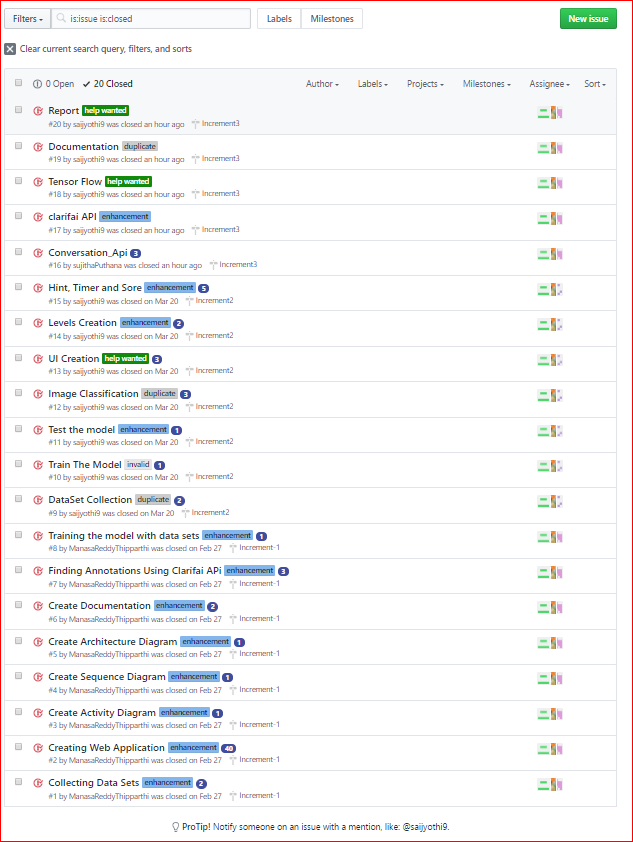 Filters is:issue is:closed Labels Milestones New issue
Clear current search query, filters, and sorts
0 Open 20 Closed Author Labels Projects Milestones Assignee Sort
Report help wanted
#20 by saijyothi9 was closed an hour ago Increment3
Documentation duplicate
#19 by saijyothi9 was closed an hour ago Increment3
Tensor Flow help wanted
#18 by saijyothi9 was closed an hour ago Increment3
clarifai API enhancement
#17 by saijyothi9 was closed an hour ago Increment3
Conversation_Api 3
#16 by sujithaPuthana was closed an hour ago Increment3
Hint, Timer and Sore enhancement 5
#15 by saijyothi9 was closed on Mar 20 Increment2
Levels Creation enhancement 2
#14 by saijyothi9 was closed on Mar 20 Increment2
UI Creation help wanted 3
#13 by saijyothi9 was closed on Mar 20 Increment2
Image Classification duplicate 3
#12 by saijyothi9 was closed on Mar 20 Increment2
Test the model enhancement 1
#11 by saijyothi9 was closed on Mar 20 Increment2
Train The Model invalid 1
#10 by saijyothi9 was closed on Mar 20 Increment2
DataSet Collection duplicate 2
#9 by saijyothi9 was closed on Mar 20 Increment2
Training the model with data sets enhancement 1
#8 by ManasaReddyThipparthi was closed on Feb 27 Increment-1
Finding Annotations Using Clarifai APi enhancement 3
#7 by ManasaReddyThipparthi was closed on Feb 27 Increment-1
Create Documentation enhancement 2
#6 by ManasaReddyThipparthi was closed on Feb 27 Increment-1
Create Architecture Diagram enhancement 1
#5 by ManasaReddyThipparthi was closed on Feb 27 Increment-1
Create Sequence Diagram enhancement 1
#4 by ManasaReddyThipparthi was closed on Feb 27 Increment-1
Create Activity Diagram enhancement 1
#3 by ManasaReddyThipparthi was closed on Feb 27 Increment-1
Creating Web Application enhancement 40
#2 by ManasaReddyThipparthi was closed on Feb 27 Increment-1
Collecting Data Sets enhancement 2
#1 by ManasaReddyThipparthi was closed on Feb 27 Increment-1
ProTip! Notify someone on an issue with a mention, like: @saijyothi9.